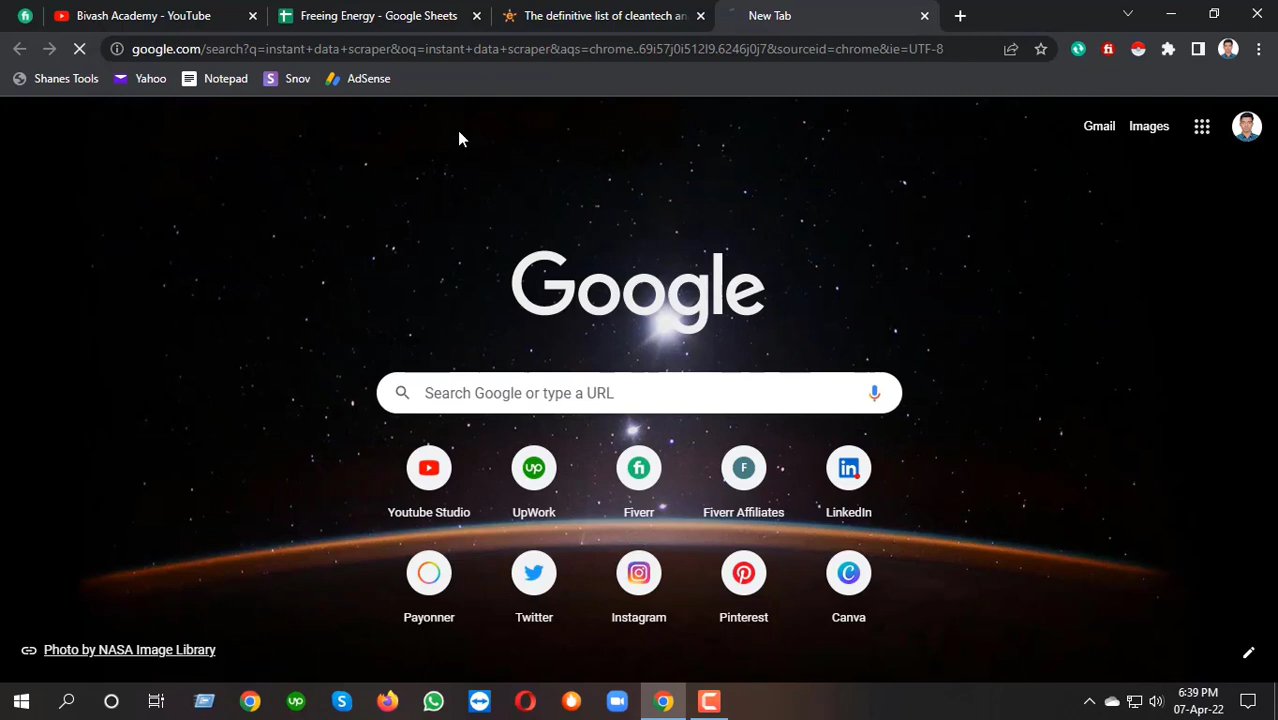 Bivash Academy - YouTube
Freeing Energy - Google Sheets
The definitive list of cleantech an
New Tab
google.com/search?q=instant+data+scraper&oq=instant+data+scraper&aqs=chrome..69i57j0i512l9.6246j0j7&sourceid=chrome&ie=UTF-8
Shanes Tools
Yahoo
Notepad
S Snov
AdSense
Gmail
Images
Google
Search Google or type a URL
up
fi
F
in
Youtube Studio
UpWork
Fiverr
Fiverr Affiliates
LinkedIn
Payonner
Twitter
Instagram
Pinterest
Canva
Photo by NASA Image Library
6:39 PM
07-Apr-22